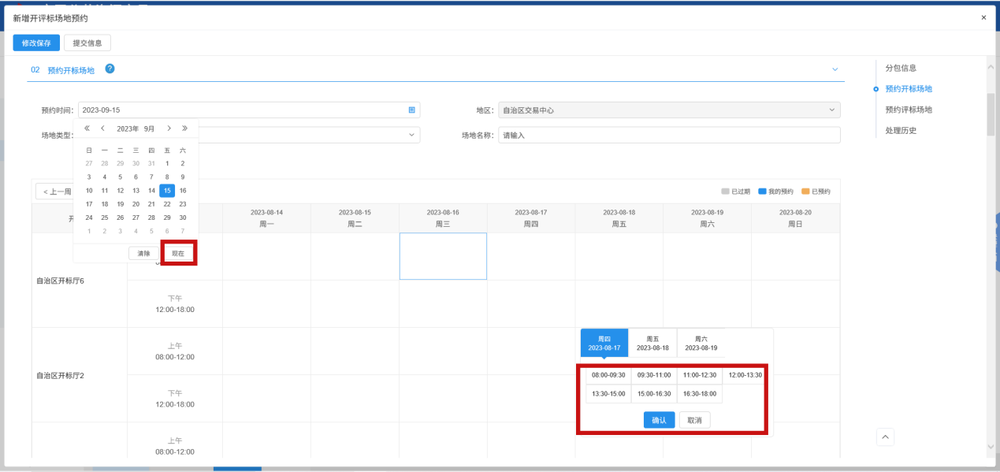 新增开评标场地预约
×
修改保存 提交信息
02 预约开标场地 ?
分包信息
预约开标场地
预约评标场地
处理历史
预约时间: 2023-09-15
地区: 自治区交易中心
场地类型:
场地名称: 请输入
2023年 9月
日 一 二 三 四 五 六
27 28 29 30 31 1 2
3 4 5 6 7 8 9
10 11 12 13 14 15 16
17 18 19 20 21 22 23
24 25 26 27 28 29 30
1 2 3 4 5 6 7
清除 现在
< 上一周
已过期 我的预约 已预约
开
2023-08-14 2023-08-15 2023-08-16 2023-08-17 2023-08-18 2023-08-19 2023-08-20
周一 周二 周三 周四 周五 周六 周日
自治区开标厅6
下午
12:00-18:00
自治区开标厅2
上午
08:00-12:00
下午
12:00-18:00
上午
08:00-12:00
周四 周五 周六
2023-08-17 2023-08-18 2023-08-19
08:00-09:30 09:30-11:00 11:00-12:30 12:00-13:30
13:30-15:00 15:00-16:30 16:30-18:00
确认 取消